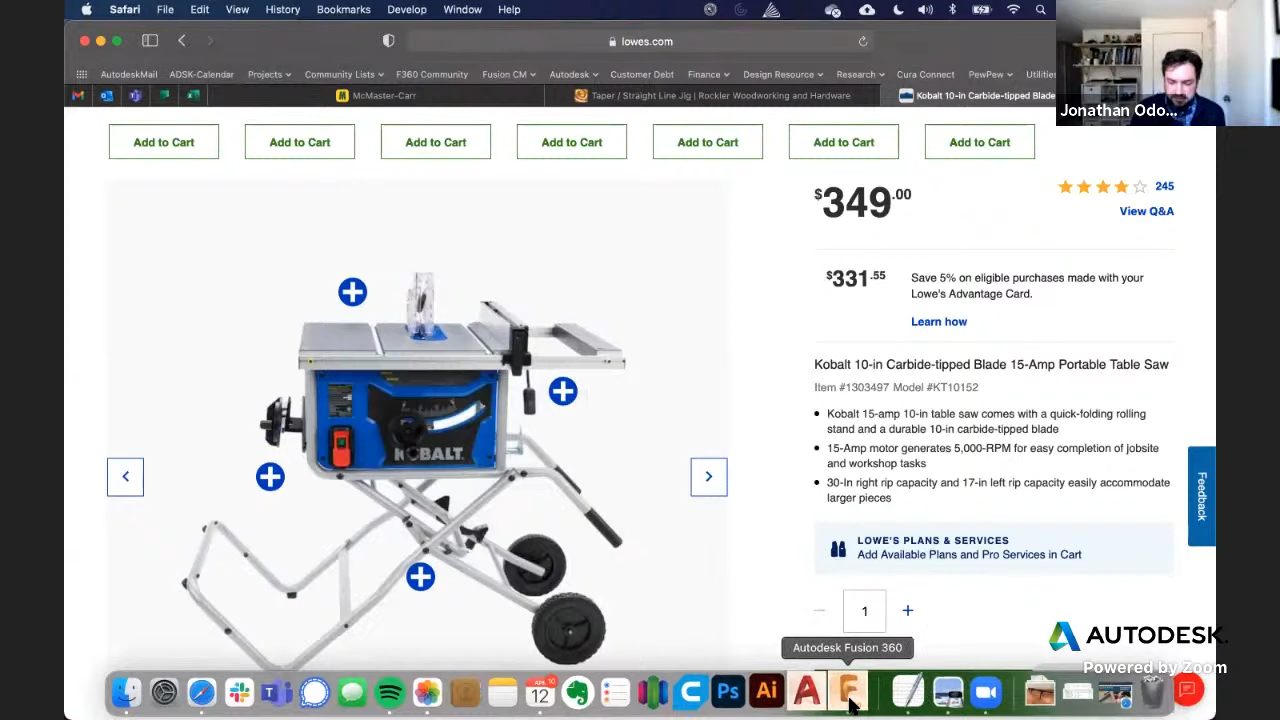 Safari File Edit View History Bookmarks Develop Window Help
lowes.com
AutodeskMail ADSK-Calendar Projects Community Lists F360 Community Fusion CM Autodesk Customer Debt Finance Design Resource Research Cura Connect PewPew Utilities
McMaster-Carr Taper / Straight Line Jig | Rockler Woodworking and Hardware Kobalt 10-in Carbide-tipped Blade
Jonathan Odo...
Add to Cart Add to Cart Add to Cart Add to Cart Add to Cart Add to Cart Add to Cart
$349.00
245
View Q&A
$331.55
Save 5% on eligible purchases made with your
Lowe's Advantage Card.
Learn how
Kobalt 10-in Carbide-tipped Blade 15-Amp Portable Table Saw
Item #1303497 Model #KT10152
• Kobalt 15-amp 10-in table saw comes with a quick-folding rolling
stand and a durable 10-in carbide-tipped blade
• 15-Amp motor generates 5,000-RPM for easy completion of jobsite
and workshop tasks
• 30-In right rip capacity and 17-in left rip capacity easily accommodate
larger pieces
KOBALT.
Feedback
LOWE'S PLANS & SERVICES
Add Available Plans and Pro Services in Cart
1
Autodesk Fusion 360
AUTODESK.
Powered by Zoom
APR 10
12
Ps
Ai